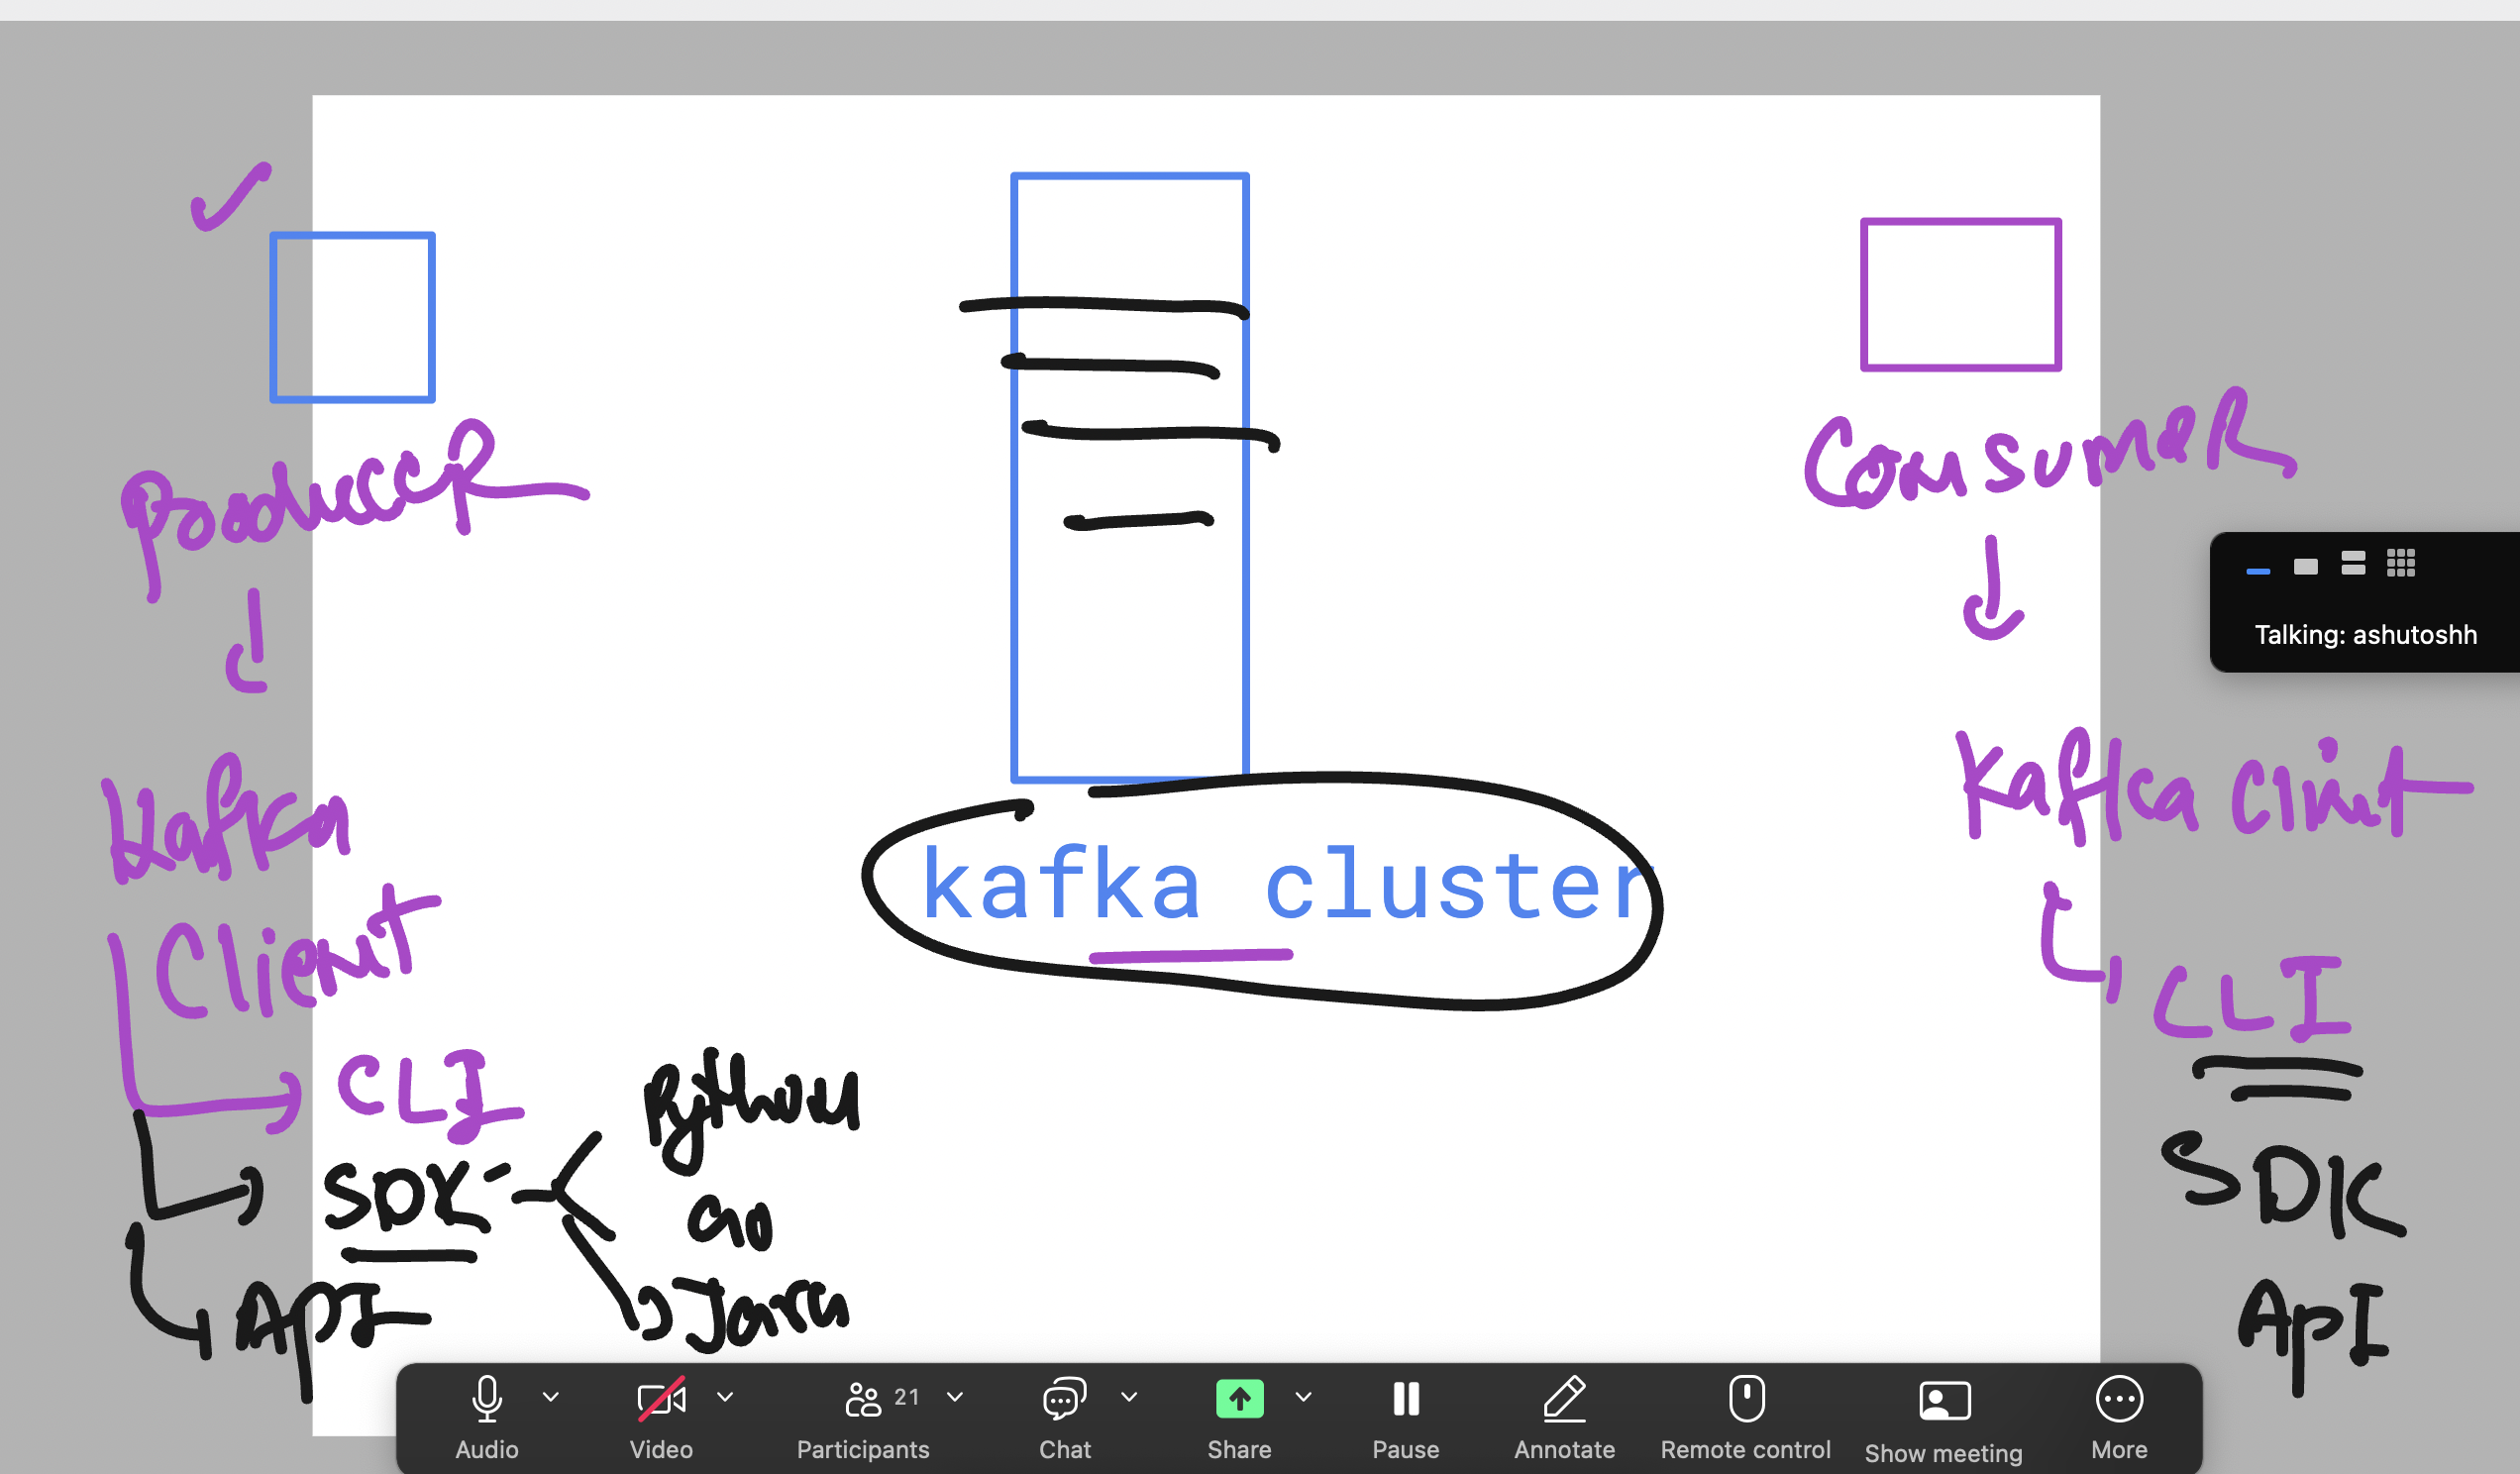 Producer
Consumer
Talking: ashutoshh
Kafka
Client
Kafka Clint
kafka cluster
CLI
SDK
API
Python
Go
Java
CLI
SDK
ApI
21
Audio
Video
Participants
Chat
Share
Pause
Annotate
Remote control
Show meeting
More